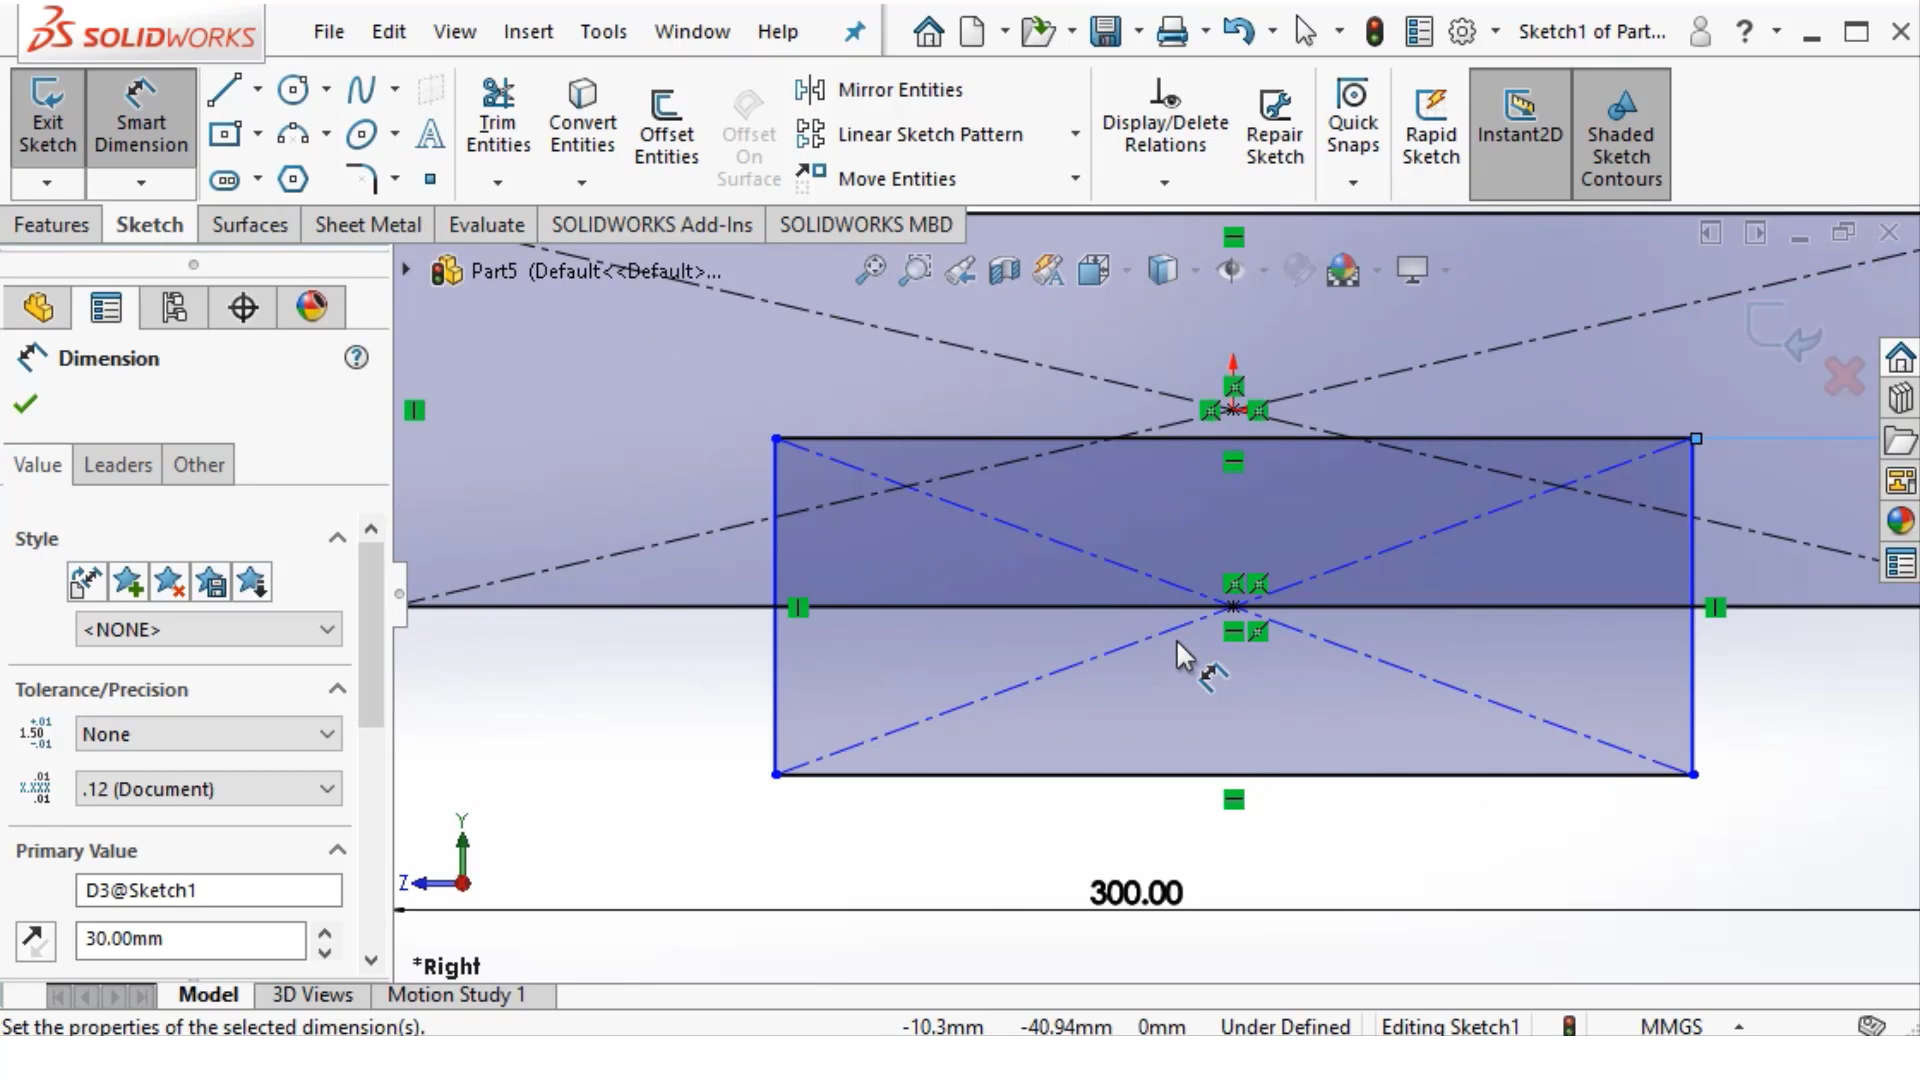 SOLIDWORKS
File Edit View Insert Tools Window Help
Sketch1 of Part...
?
Exit Sketch
Smart Dimension
Trim Entities
Convert Entities
Offset Entities
Offset On Surface
Mirror Entities
Linear Sketch Pattern
Move Entities
Display/Delete Relations
Repair Sketch
Quick Snaps
Rapid Sketch
Instant2D
Shaded Sketch Contours
Features Sketch Surfaces Sheet Metal Evaluate SOLIDWORKS Add-Ins SOLIDWORKS MBD
Part5 (Default<<Default>...
Dimension
Value Leaders Other
Style
<NONE>
Tolerance/Precision
None
.12 (Document)
Primary Value
D3@Sketch1
30.00mm
Y
Z
300.00
*Right
Model 3D Views Motion Study 1
Set the properties of the selected dimension(s).
-10.3mm -40.94mm 0mm Under Defined Editing Sketch1 MMGS